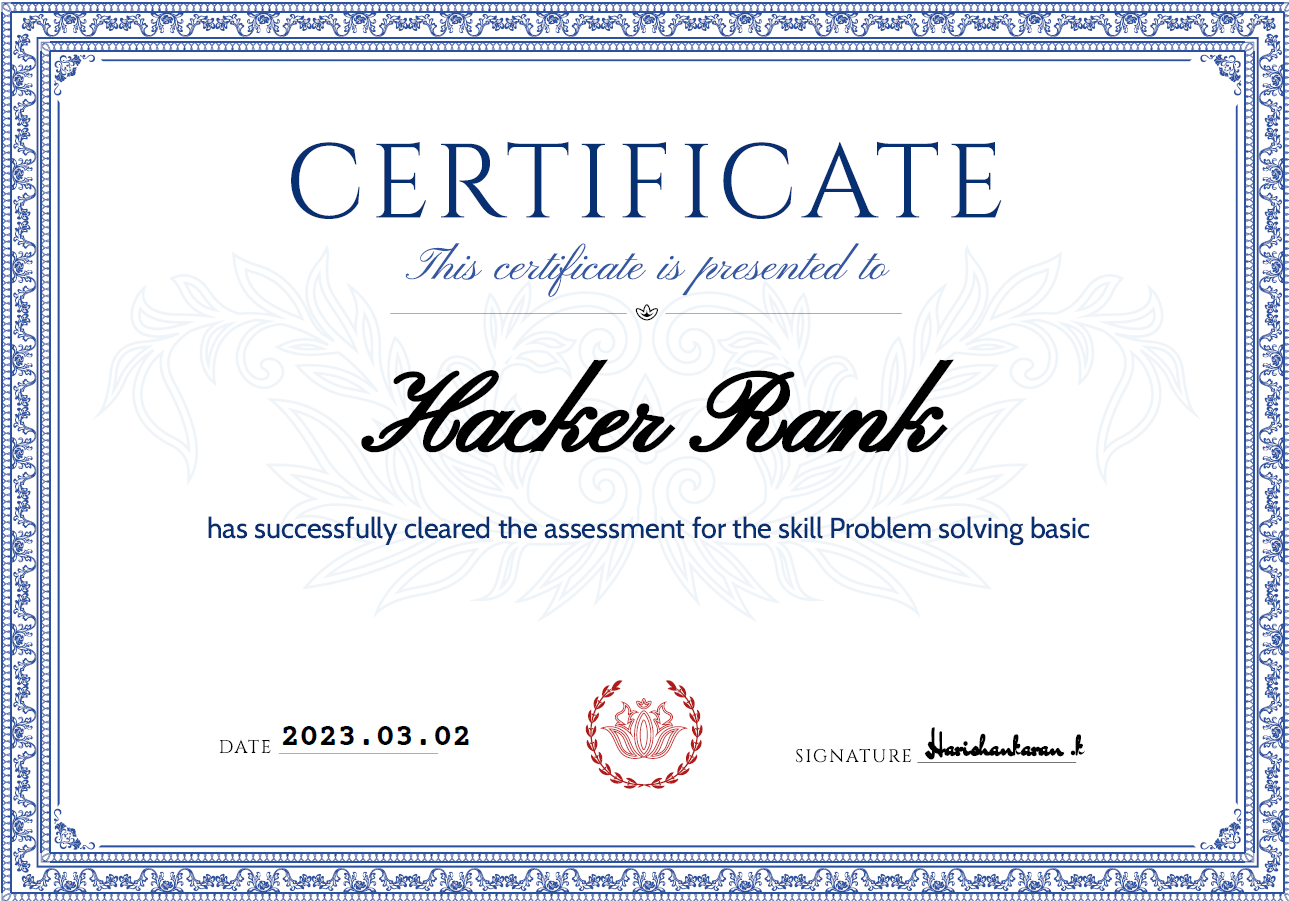 CERTIFICATE
This certificate is presented to
Hacker Rank
has successfully cleared the assessment for the skill Problem solving basic
DATE 2023.03.02
SIGNATURE Harishankaran .k